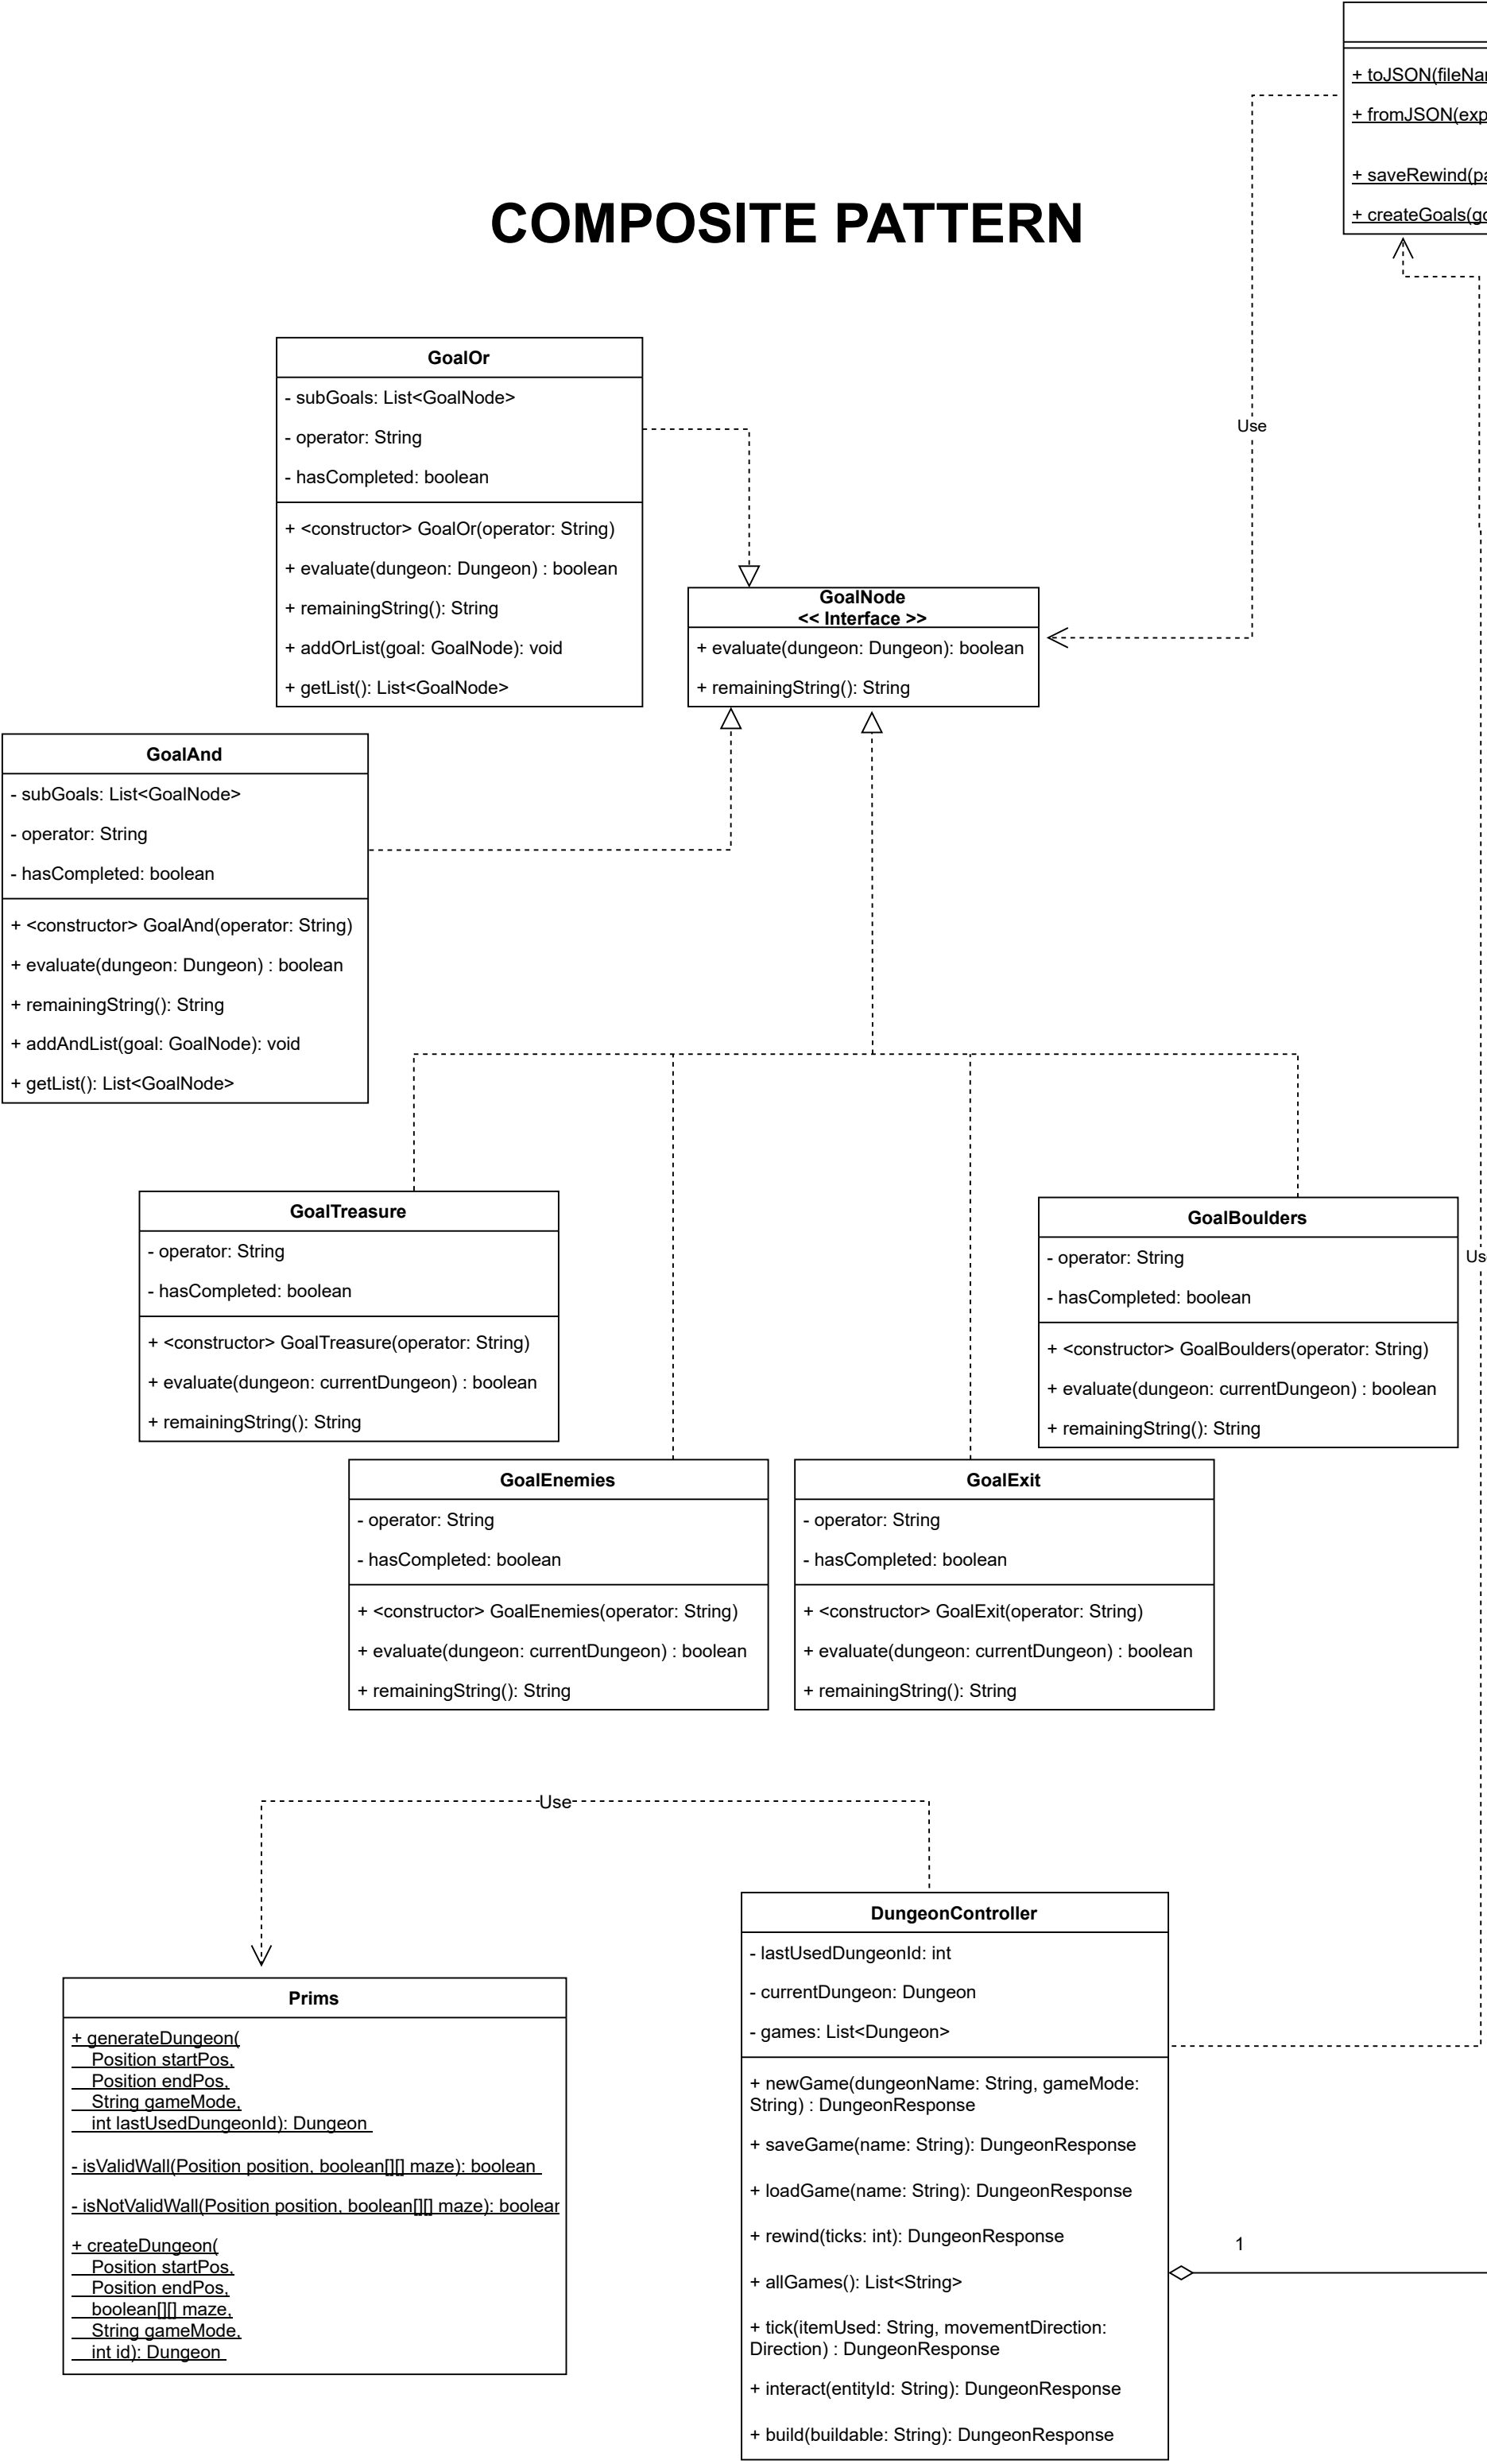 + toJSON(
+ fromJSON(
+ saveRewind(
+ createGoals(
COMPOSITE PATTERN
Use
GoalOr
- subGoals: List<GoalNode>
- operator: String
- hasCompleted: boolean
+ <constructor> GoalOr(operator: String)
+ evaluate(dungeon: Dungeon) : boolean
+ remainingString(): String
+ addOrList(goal: GoalNode): void
+ getList(): List<GoalNode>
GoalNode
<< Interface >>
+ evaluate(dungeon: Dungeon): boolean
+ remainingString(): String
GoalAnd
- subGoals: List<GoalNode>
- operator: String
- hasCompleted: boolean
+ <constructor> GoalAnd(operator: String)
+ evaluate(dungeon: Dungeon) : boolean
+ remainingString(): String
+ addAndList(goal: GoalNode): void
+ getList(): List<GoalNode>
GoalTreasure
- operator: String
- hasCompleted: boolean
+ <constructor> GoalTreasure(operator: String)
+ evaluate(dungeon: currentDungeon) : boolean
+ remainingString(): String
GoalBoulders
- operator: String
- hasCompleted: boolean
+ <constructor> GoalBoulders(operator: String)
+ evaluate(dungeon: currentDungeon) : boolean
+ remainingString(): String
GoalEnemies
- operator: String
- hasCompleted: boolean
+ <constructor> GoalEnemies(operator: String)
+ evaluate(dungeon: currentDungeon) : boolean
+ remainingString(): String
GoalExit
- operator: String
- hasCompleted: boolean
+ <constructor> GoalExit(operator: String)
+ evaluate(dungeon: currentDungeon) : boolean
+ remainingString(): String
Use
Prims
+ generateDungeon(
Position startPos,
Position endPos,
String gameMode,
int lastUsedDungeonId): Dungeon
- isValidWall(Position position, boolean[][] maze): boolean
- isNotValidWall(Position position, boolean[][] maze):
+ createDungeon(
Position startPos,
Position endPos,
boolean[][] maze,
String gameMode,
int id): Dungeon
DungeonController
- lastUsedDungeonId: int
- currentDungeon: Dungeon
- games: List<Dungeon>
+ newGame(dungeonName: String, gameMode:
String) : DungeonResponse
+ saveGame(name: String): DungeonResponse
+ loadGame(name: String): DungeonResponse
+ rewind(ticks: int): DungeonResponse
+ allGames(): List<String>
+ tick(itemUsed: String, movementDirection:
Direction) : DungeonResponse
+ interact(entityId: String): DungeonResponse
+ build(buildable: String): DungeonResponse
1